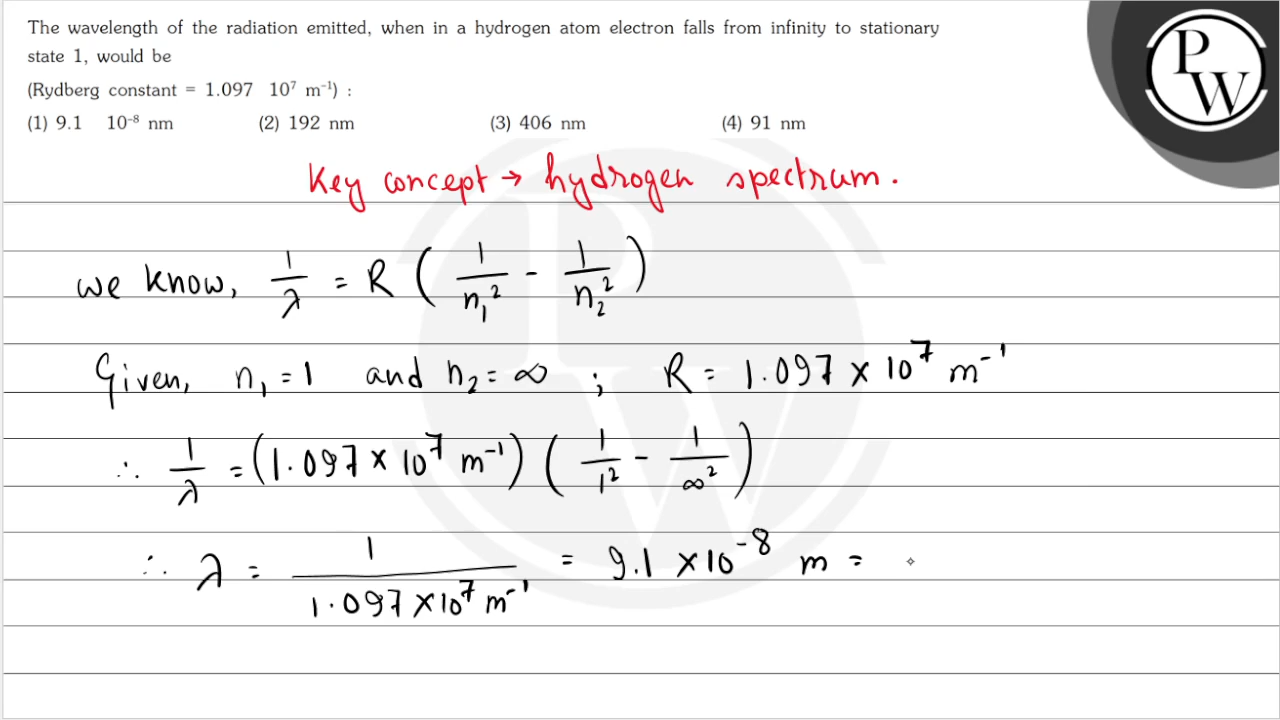 The wavelength of the radiation emitted, when in a hydrogen atom electron falls from infinity to stationary
state 1, would be
(Rydberg constant = 1.097 10⁷ m⁻¹) :
(1) 9.1 10⁻⁸ nm (2) 192 nm (3) 406 nm (4) 91 nm
PW
Key concept → hydrogen spectrum.
we know, 1/λ = R ( 1/n₁² - 1/n₂² )
Given, n₁ = 1 and n₂ = ∞ ; R = 1.097 × 10⁷ m⁻¹
∴ 1/λ = (1.097 × 10⁷ m⁻¹) ( 1/1² - 1/∞² )
∴ λ = 1/1.097 × 10⁷ m⁻¹ = 9.1 × 10⁻⁸ m =